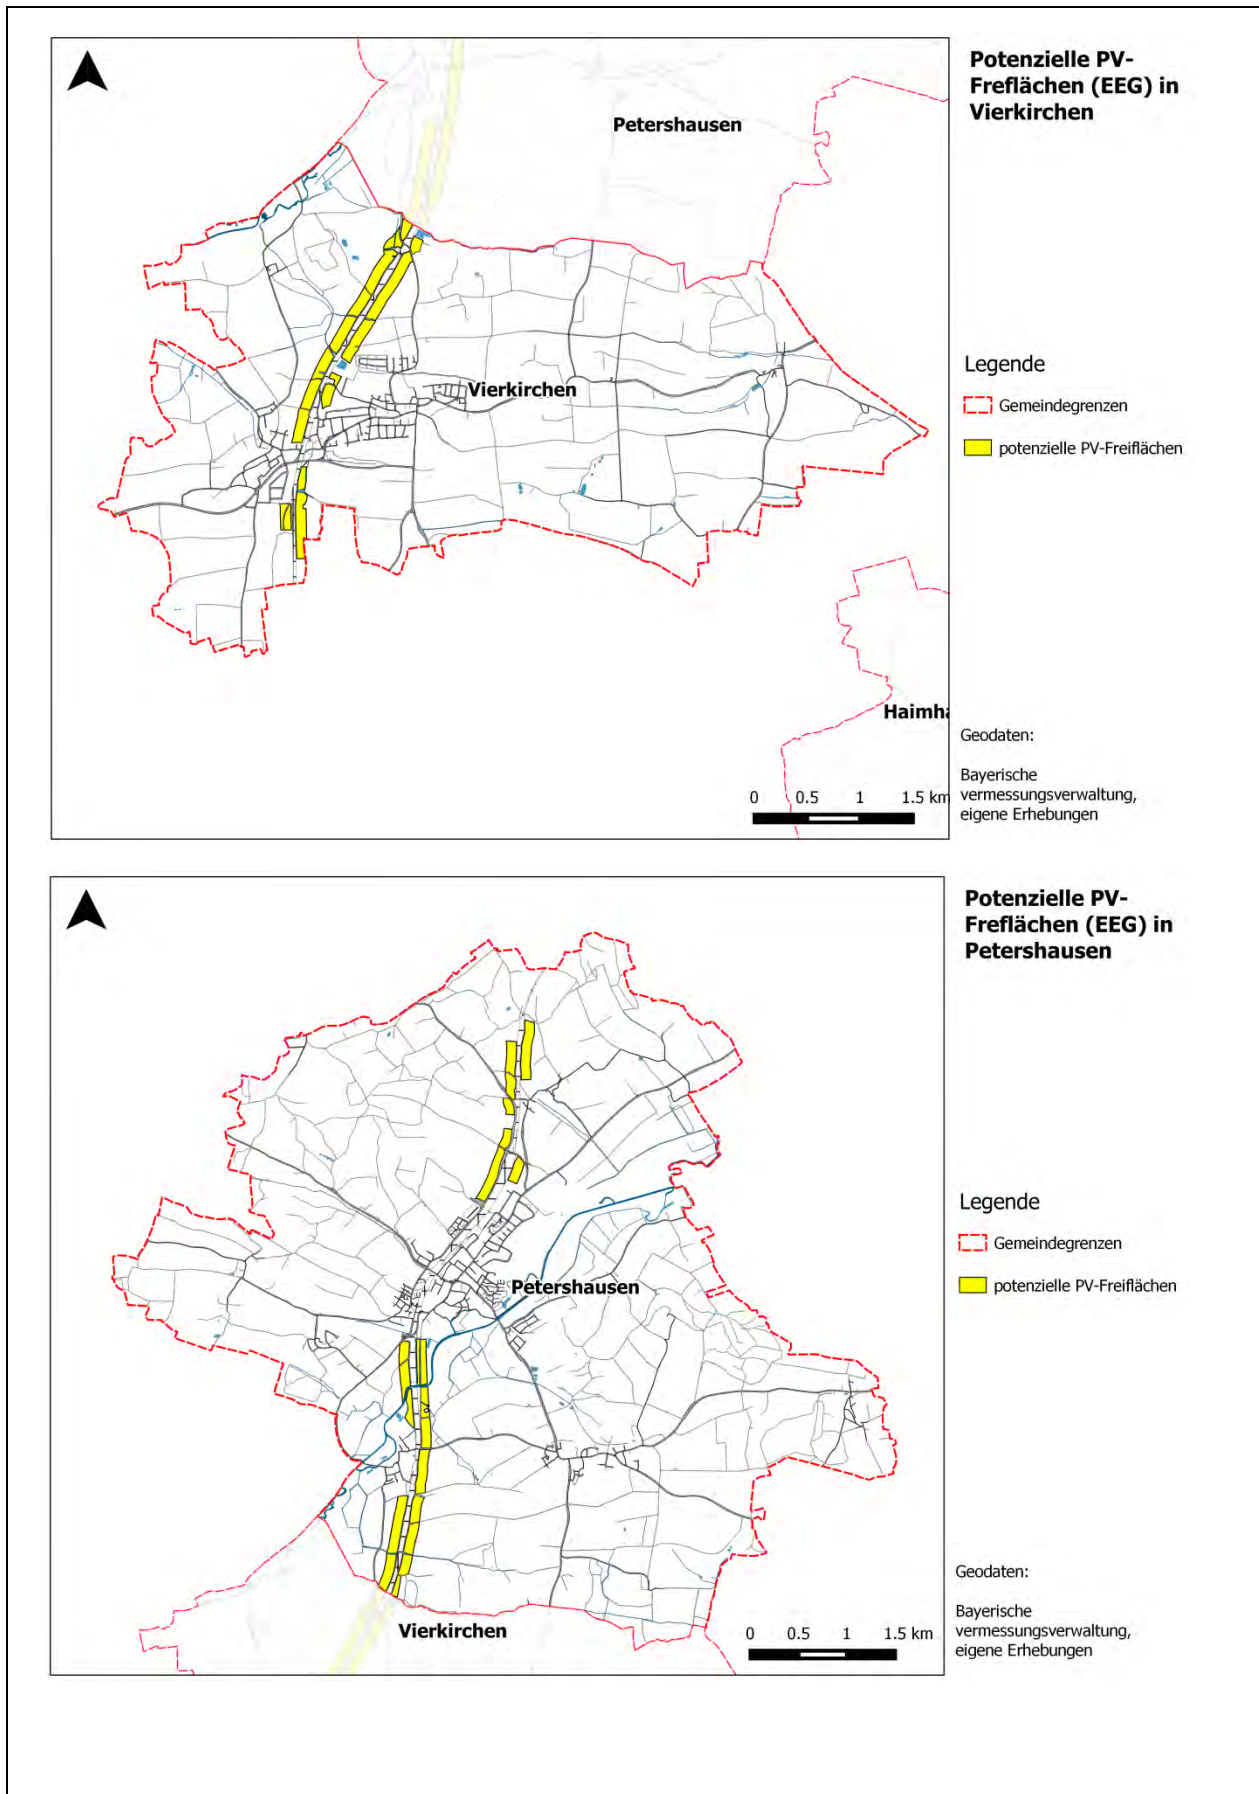 Potenzielle PV-
Freflächen (EEG) in
Vierkirchen
Petershausen
Vierkirchen
Legende
Gemeindegrenzen
potenzielle PV-Freiflächen
Haimha
Geodaten:
Bayerische
vermessungsverwaltung,
eigene Erhebungen
0 0.5 1 1.5 km
Potenzielle PV-
Freflächen (EEG) in
Petershausen
Legende
Gemeindegrenzen
potenzielle PV-Freiflächen
Petershausen
Vierkirchen
Geodaten:
Bayerische
vermessungsverwaltung,
eigene Erhebungen
0 0.5 1 1.5 km